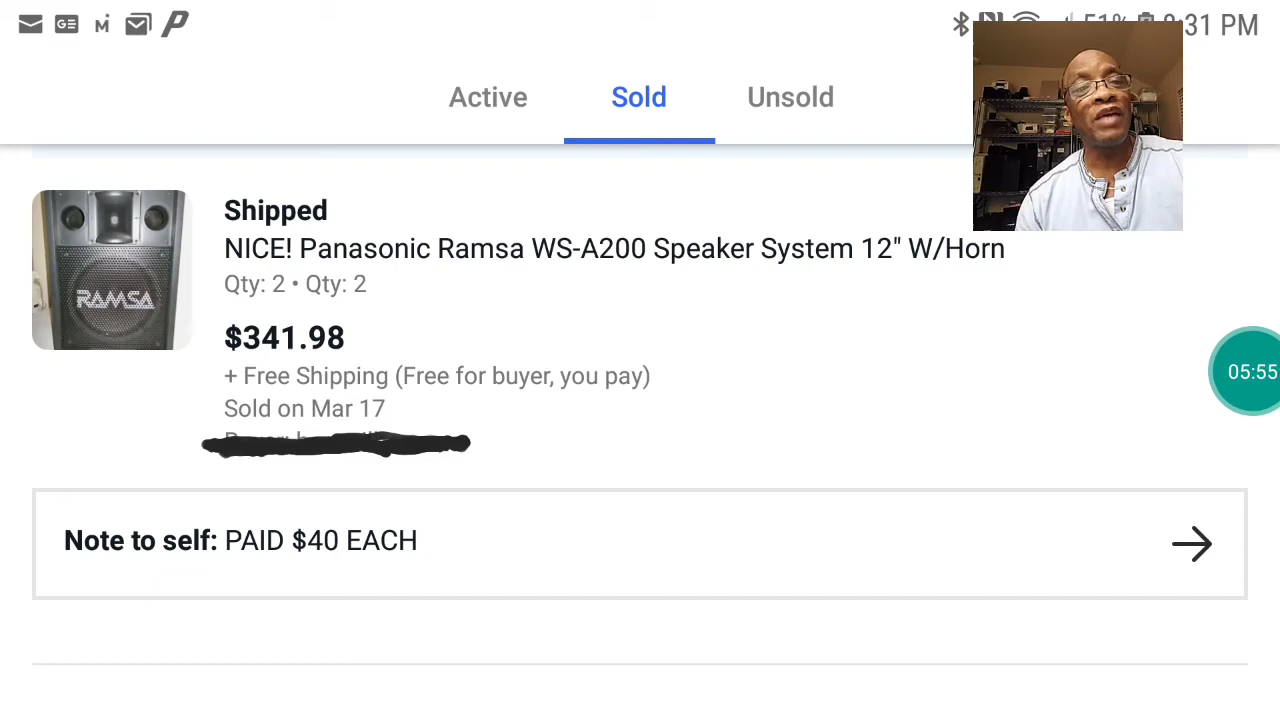 Active Sold Unsold
Shipped
NICE! Panasonic Ramsa WS-A200 Speaker System 12" W/Horn
Qty: 2 • Qty: 2
RAMSA
$341.98
+ Free Shipping (Free for buyer, you pay)
Sold on Mar 17
05:55
Note to self: PAID $40 EACH